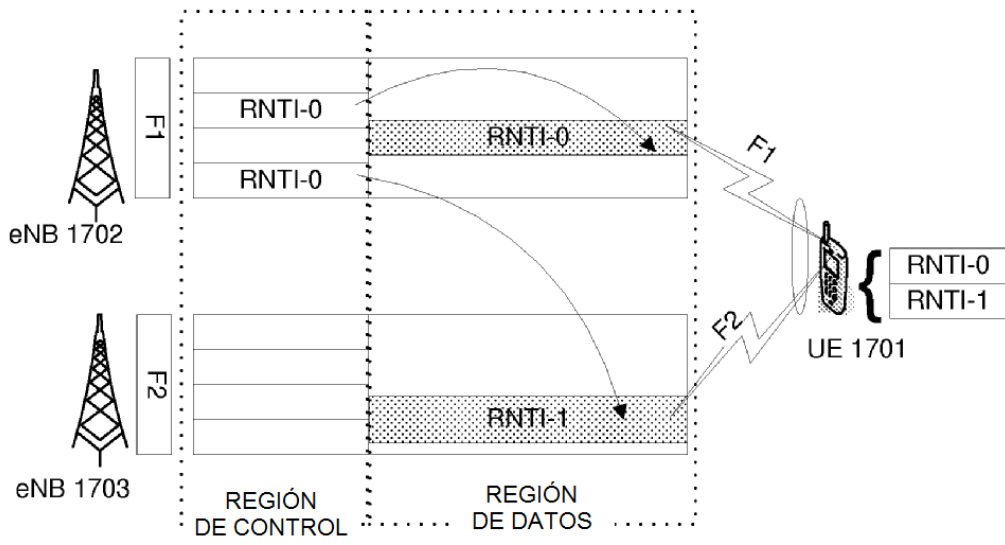 F1
RNTI-0
RNTI-0
RNTI-0
eNB 1702
F1
RNTI-0
RNTI-1
UE 1701
F2
F2
RNTI-1
eNB 1703
REGIÓN
DE CONTROL
REGIÓN
DE DATOS